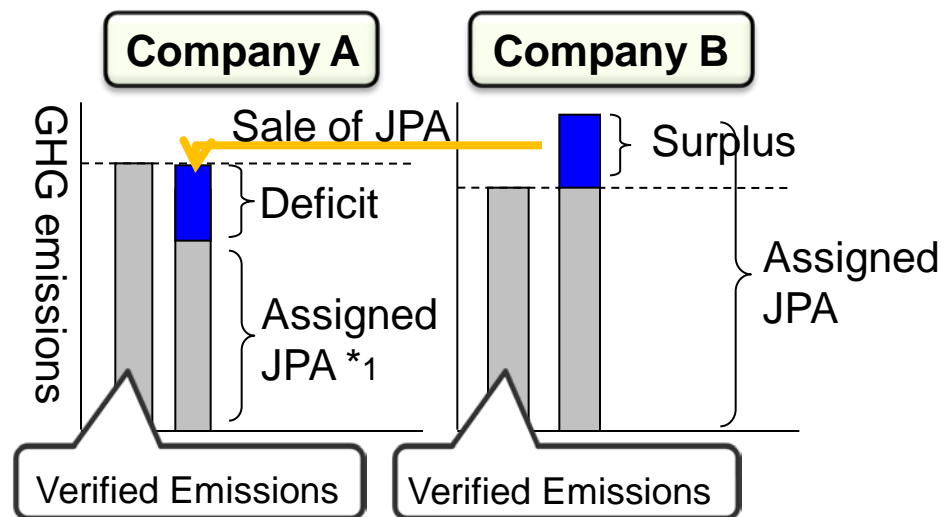 Company A
Company B
GHG emissions
Sale of JPA
Surplus
Deficit
Assigned
JPA *1
Assigned
JPA
Verified Emissions
Verified Emissions